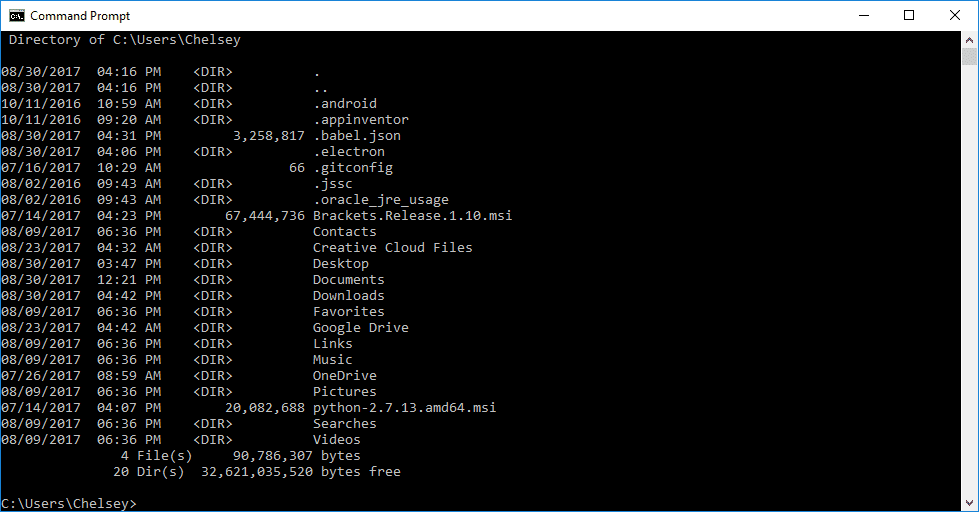 Command Prompt
Directory of C:\Users\Chelsey
08/30/2017  04:16 PM    <DIR>          .
08/30/2017  04:16 PM    <DIR>          ..
10/11/2016  10:59 AM    <DIR>          .android
10/11/2016  09:20 AM    <DIR>          .appinventor
08/30/2017  04:31 PM         3,258,817 .babel.json
08/30/2017  04:06 PM    <DIR>          .electron
07/16/2017  10:29 AM                66 .gitconfig
08/02/2016  09:43 AM    <DIR>          .jssc
08/02/2016  09:43 AM    <DIR>          .oracle_jre_usage
07/14/2017  04:23 PM        67,444,736 Brackets.Release.1.10.msi
08/09/2017  06:36 PM    <DIR>          Contacts
08/23/2017  04:32 AM    <DIR>          Creative Cloud Files
08/30/2017  03:47 PM    <DIR>          Desktop
08/30/2017  12:21 PM    <DIR>          Documents
08/30/2017  04:42 PM    <DIR>          Downloads
08/09/2017  06:36 PM    <DIR>          Favorites
08/23/2017  04:42 AM    <DIR>          Google Drive
08/09/2017  06:36 PM    <DIR>          Links
08/09/2017  06:36 PM    <DIR>          Music
07/26/2017  08:59 AM    <DIR>          OneDrive
08/09/2017  06:36 PM    <DIR>          Pictures
07/14/2017  04:07 PM        20,082,688 python-2.7.13.amd64.msi
08/09/2017  06:36 PM    <DIR>          Searches
08/09/2017  06:36 PM    <DIR>          Videos
4 File(s)     90,786,307 bytes
20 Dir(s)  32,621,035,520 bytes free
C:\Users\Chelsey>